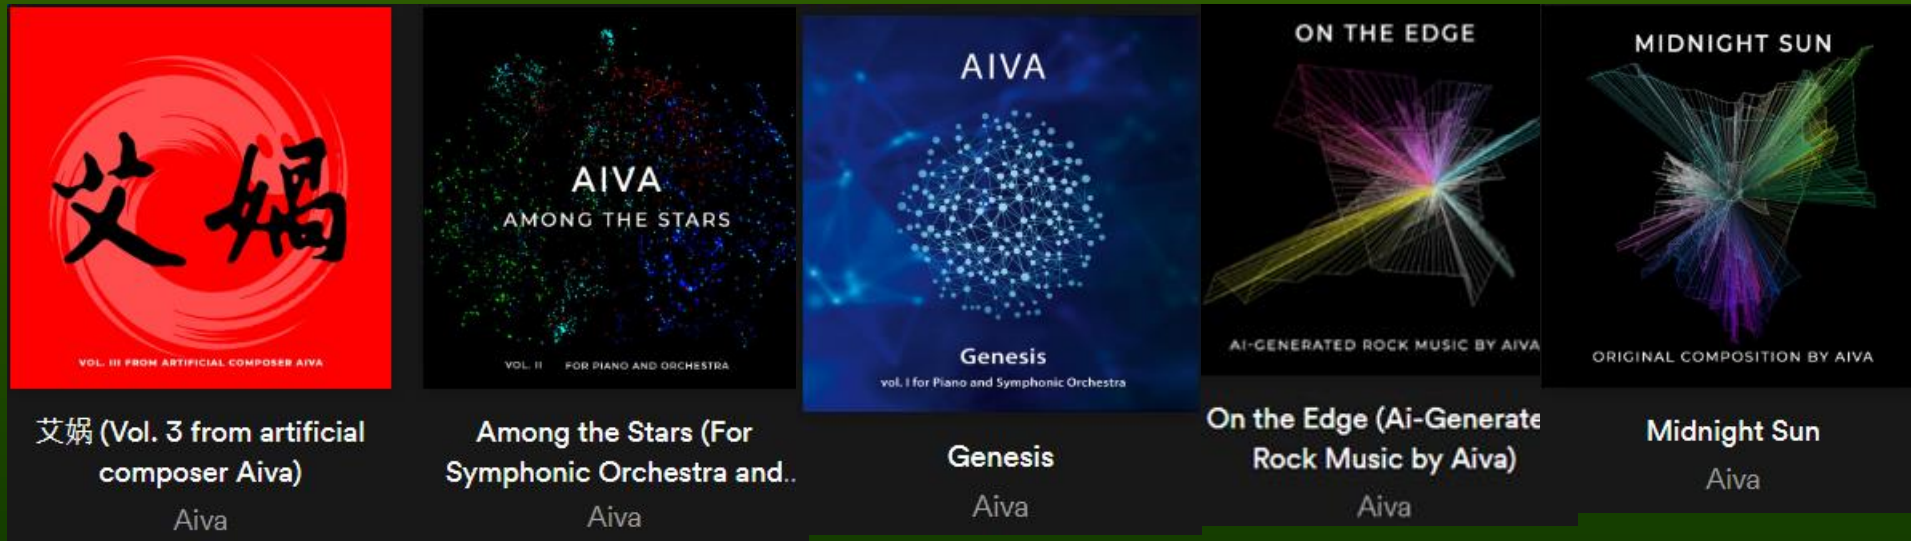 艾娲
VOL. III FROM ARTIFICIAL COMPOSER AIVA
艾娲 (Vol. 3 from artificial
composer Aiva)
Aiva
AIVA
AMONG THE STARS
VOL. II FOR PIANO AND ORCHESTRA
Among the Stars (For
Symphonic Orchestra and..
Aiva
AIVA
Genesis
vol. I for Piano and Symphonic Orchestra
Genesis
Aiva
ON THE EDGE
AI-GENERATED ROCK MUSIC BY AIVA
On the Edge (Ai-Generate
Rock Music by Aiva)
Aiva
MIDNIGHT SUN
ORIGINAL COMPOSITION BY AIVA
Midnight Sun
Aiva